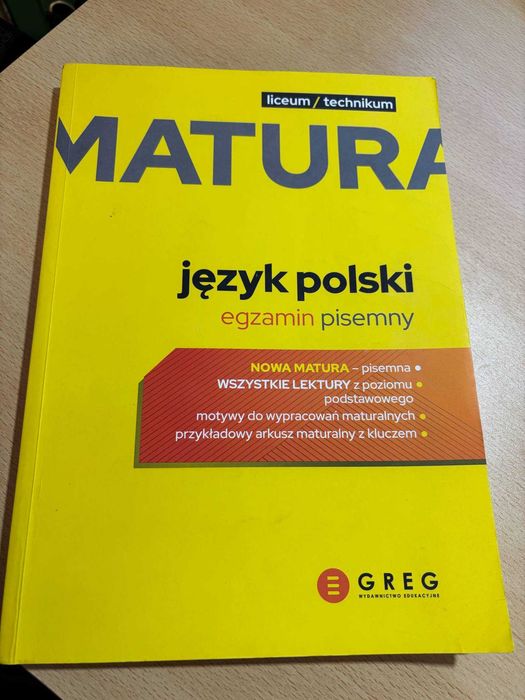 liceum / technikum
MATURA
język polski
egzamin pisemny
NOWA MATURA – pisemna
WSZYSTKIE LEKTURY z poziomu
podstawowego
motywy do wypracowań maturalnych
przykładowy arkusz maturalny z kluczem
GREG
WYDAWNICTWO EDUKACYJNE